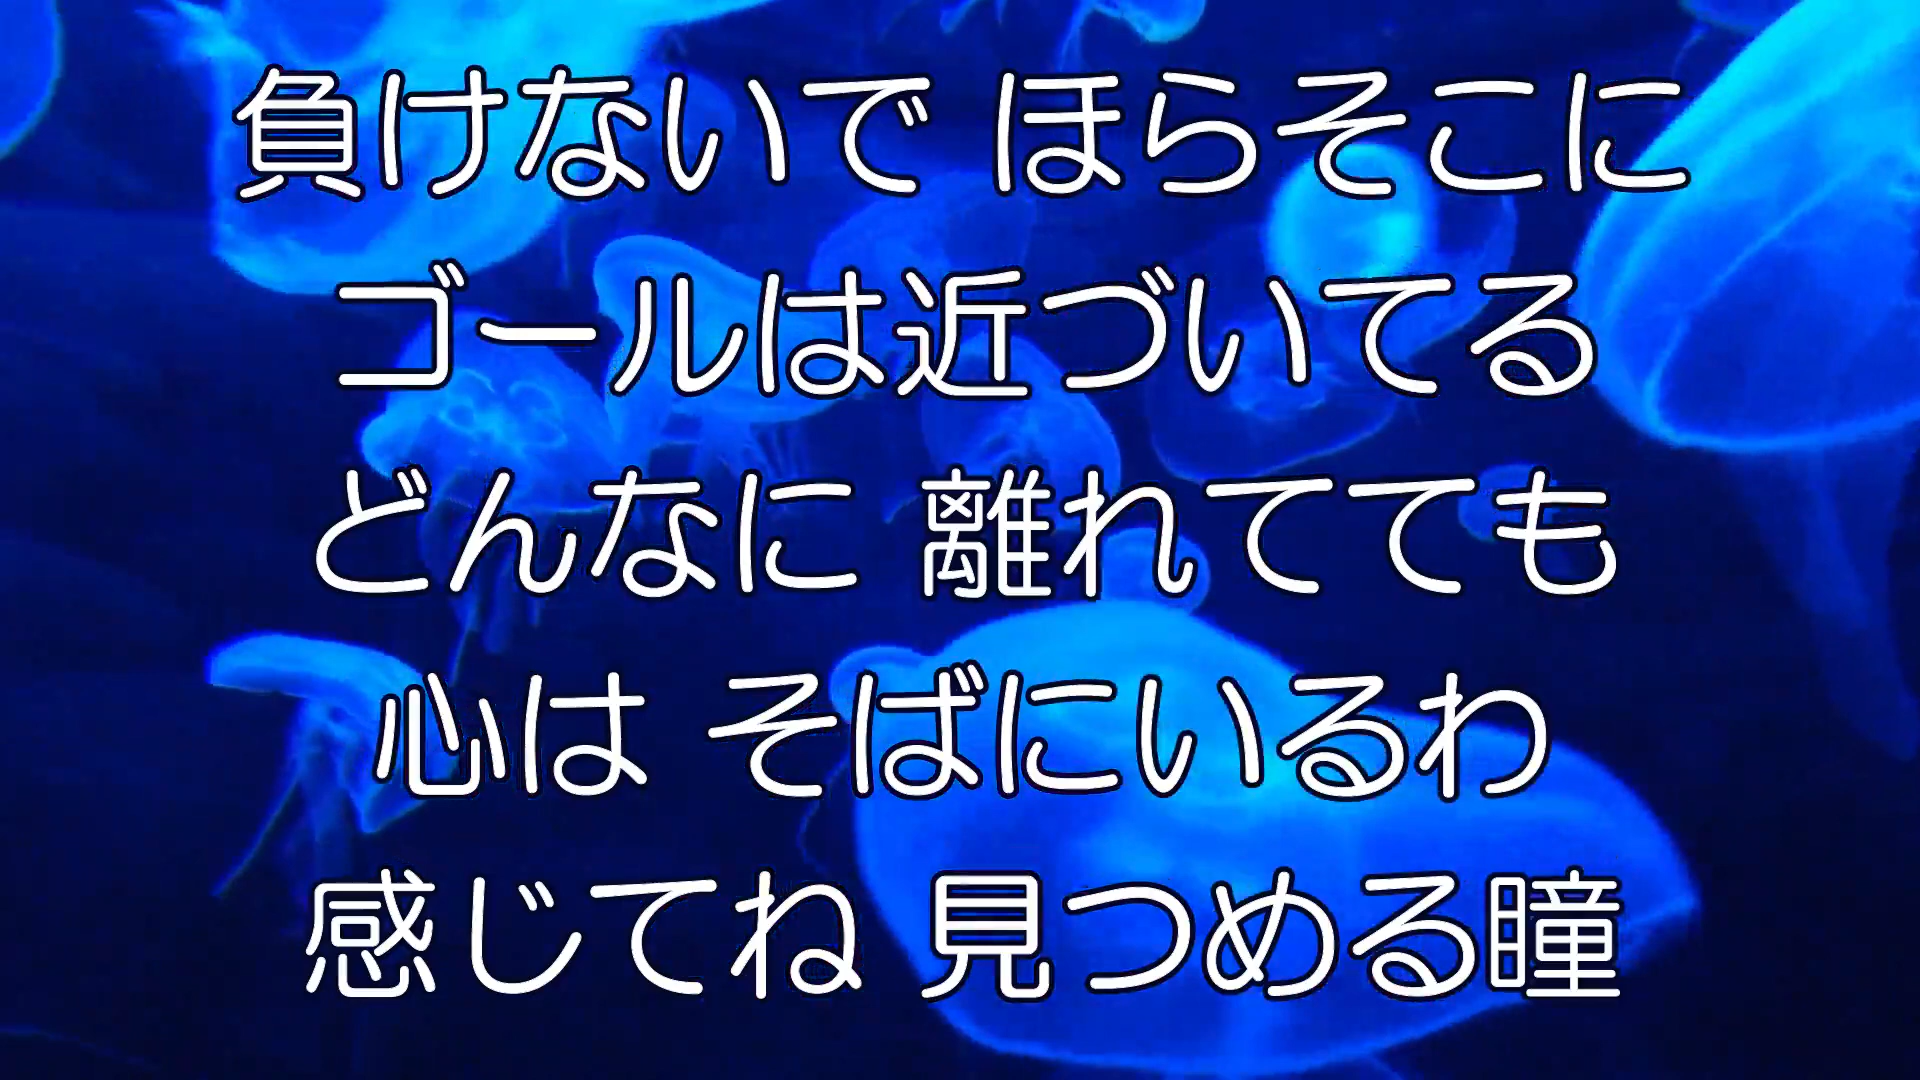 負けないで ほらそこに
ゴールは近づいてる
どんなに 離れてても
心は そばにいるわ
感じてね 見つめる瞳